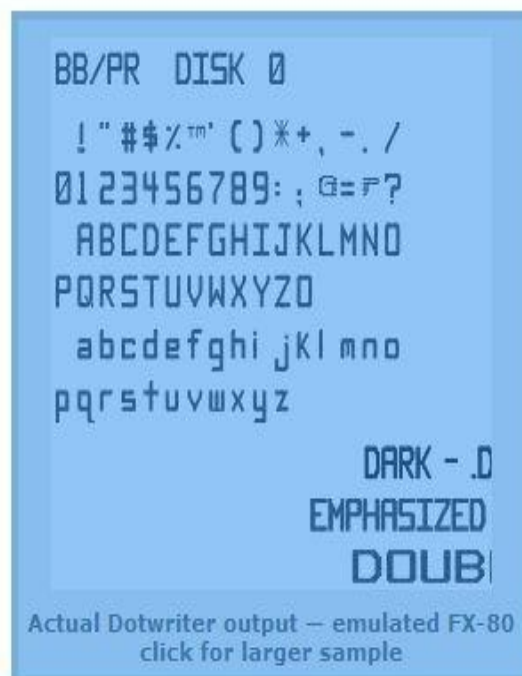 BB/PR DISK 0
! " # $ % ™ ' ( ) * + , - . /
0123456789: ; G = F ?
ABCDEFGHIJKLMNO
PQRSTUVWXYZO
abcdefghijklmno
pqrstuvwxyz
DARK - .D
EMPHASIZED
DOUB
Actual Dotwriter output — emulated FX-80
click for larger sample